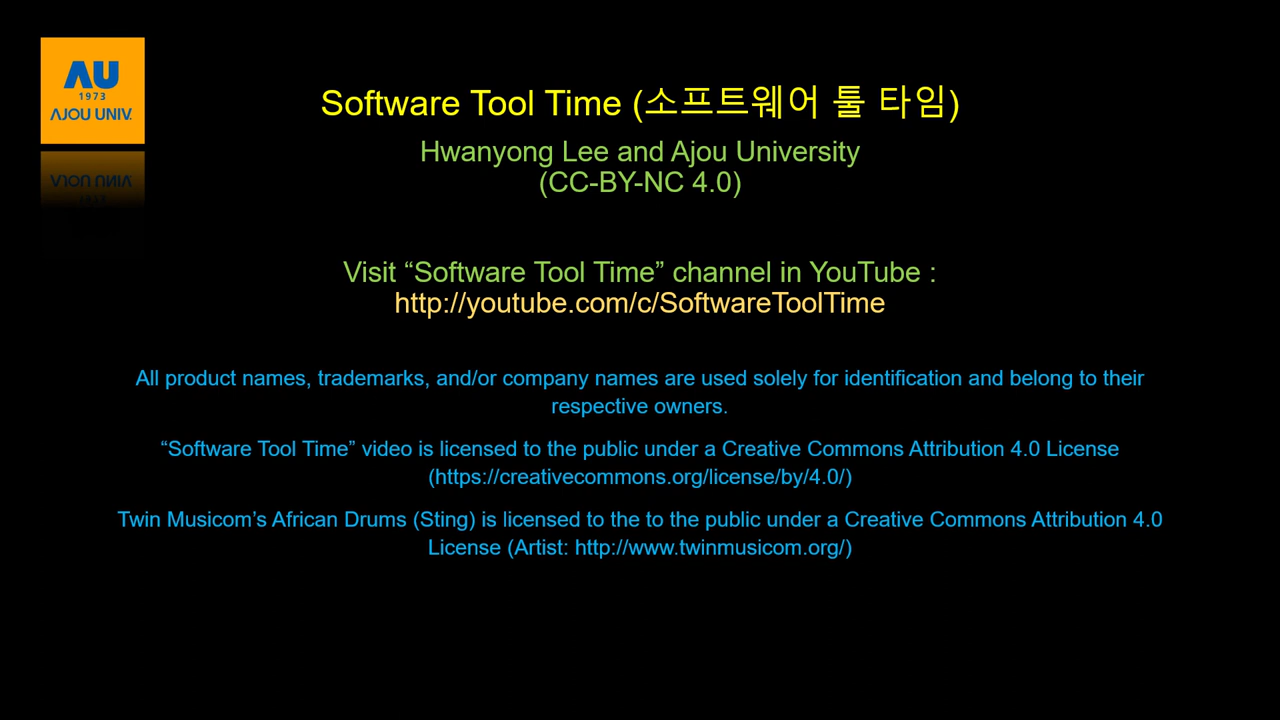 AU
1973
AJOU UNIV.
Software Tool Time (소프트웨어 툴 타임)
Hwanyong Lee and Ajou University
(CC-BY-NC 4.0)
Visit “Software Tool Time” channel in YouTube :
http://youtube.com/c/SoftwareToolTime
All product names, trademarks, and/or company names are used solely for identification and belong to their
respective owners.
“Software Tool Time” video is licensed to the public under a Creative Commons Attribution 4.0 License
(https://creativecommons.org/license/by/4.0/)
Twin Musicom’s African Drums (Sting) is licensed to the to the public under a Creative Commons Attribution 4.0
License (Artist: http://www.twinmusicom.org/)